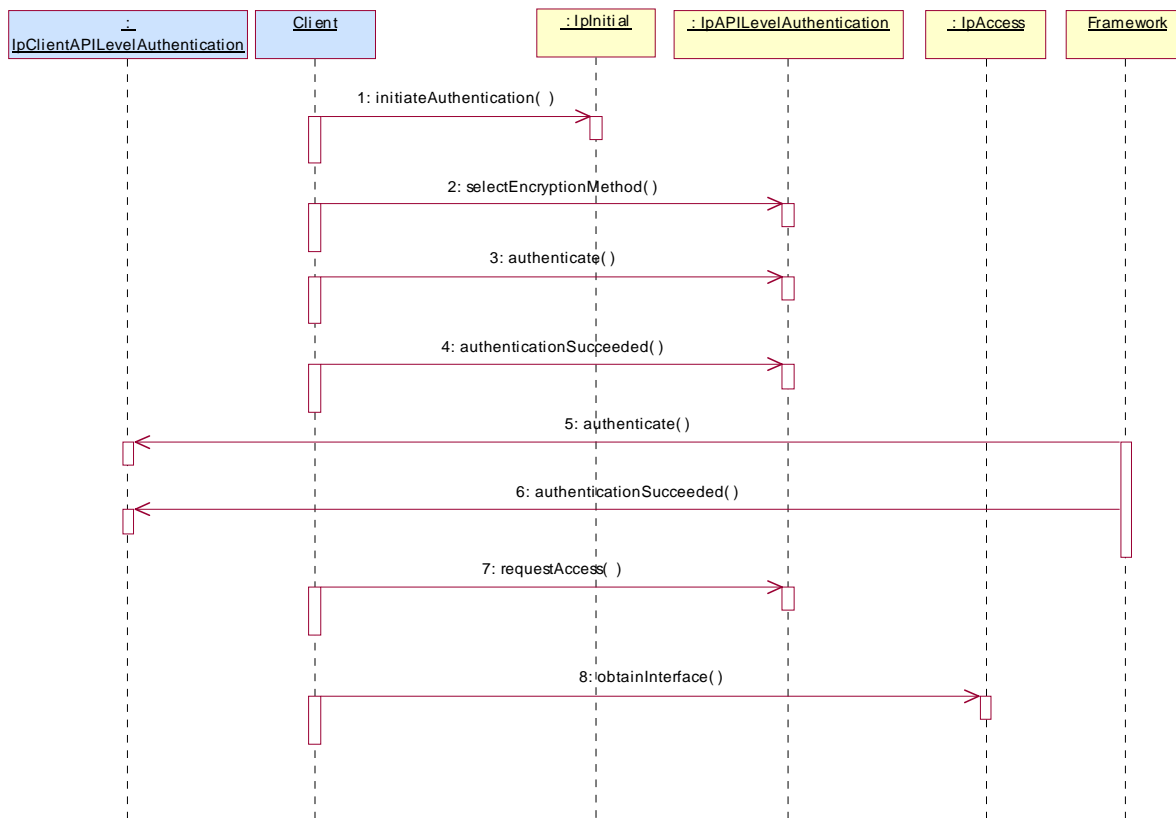 :
IpClientAPILevelAuthentication
Client
: IpInitial
: IpAPILevelAuthentication
: IpAccess
Framework
1: initiateAuthentication( )
2: selectEncryptionMethod( )
3: authenticate( )
4: authenticationSucceeded( )
5: authenticate( )
6: authenticationSucceeded( )
7: requestAccess( )
8: obtainInterface( )